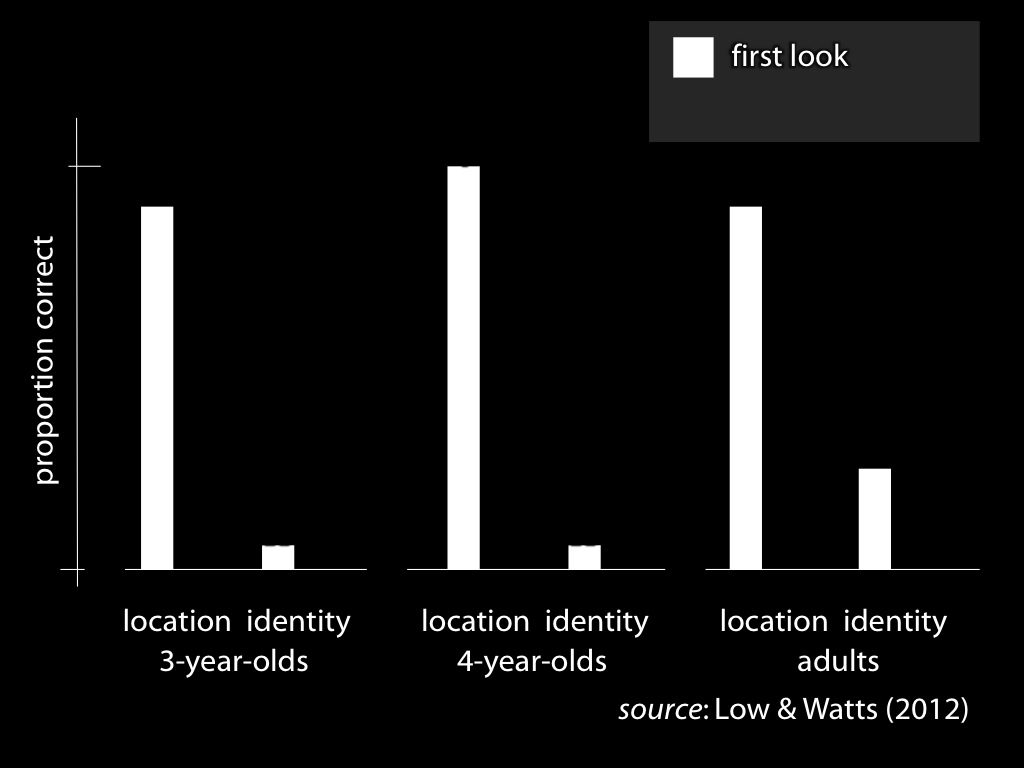 first look
proportion correct
location identity
3-year-olds
location identity
4-year-olds
location identity
adults
source: Low & Watts (2012)